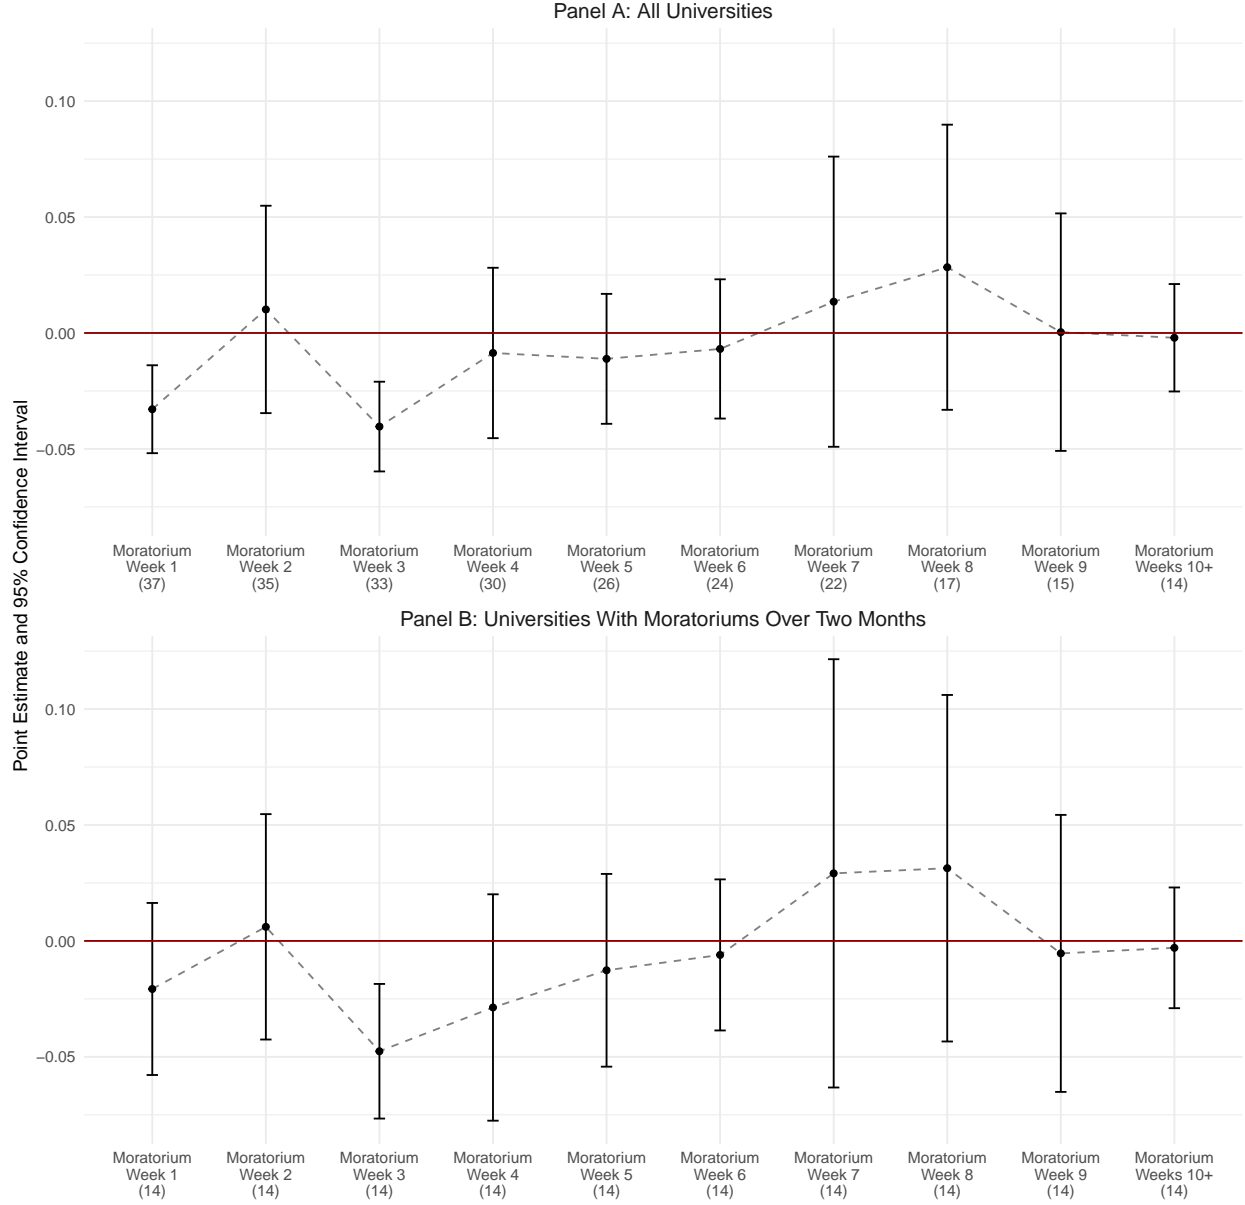 Panel A: All Universities
0.10
0.05
0.00
−0.05
Moratorium Week 1 (37)
Moratorium Week 2 (35)
Moratorium Week 3 (33)
Moratorium Week 4 (30)
Moratorium Week 5 (26)
Moratorium Week 6 (24)
Moratorium Week 7 (22)
Moratorium Week 8 (17)
Moratorium Week 9 (15)
Moratorium Weeks 10+ (14)
Point Estimate and 95% Confidence Interval
Panel B: Universities With Moratoriums Over Two Months
0.10
0.05
0.00
−0.05
Moratorium Week 1 (14)
Moratorium Week 2 (14)
Moratorium Week 3 (14)
Moratorium Week 4 (14)
Moratorium Week 5 (14)
Moratorium Week 6 (14)
Moratorium Week 7 (14)
Moratorium Week 8 (14)
Moratorium Week 9 (14)
Moratorium Weeks 10+ (14)